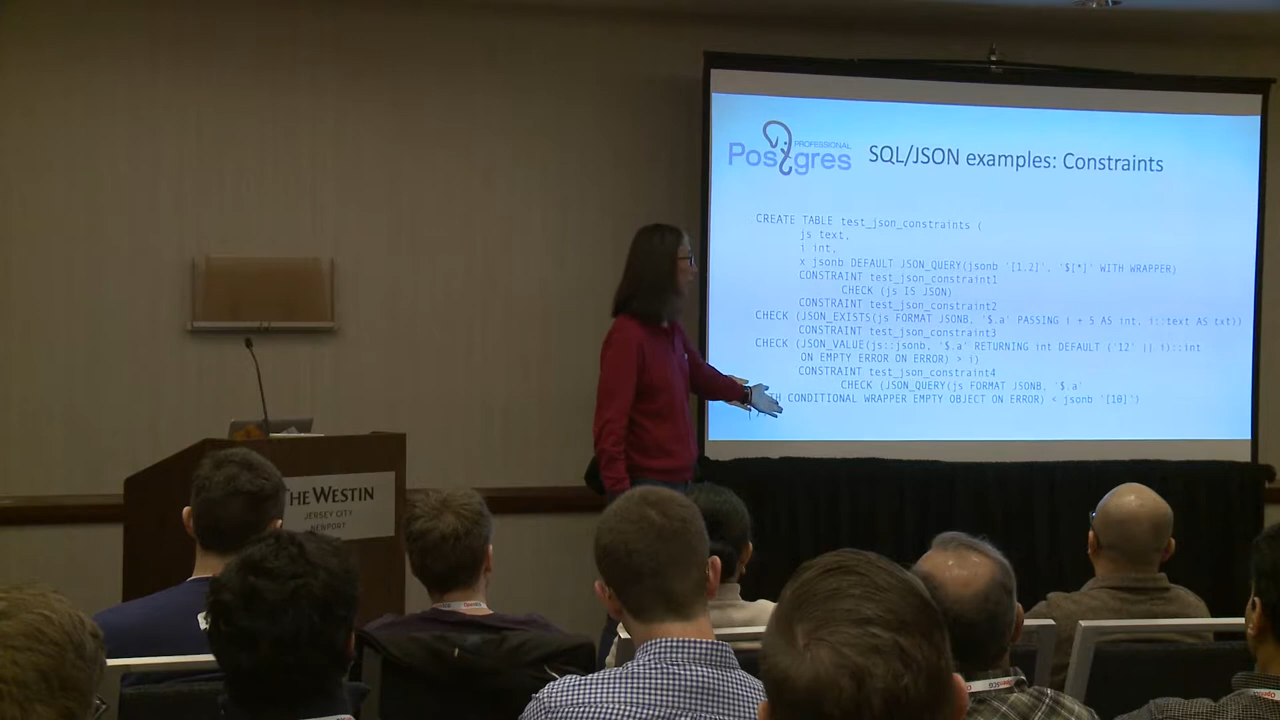 PROFESSIONAL
Postgres
SQL/JSON examples: Constraints
CREATE TABLE test_json_constraints (
js text,
i int,
x jsonb DEFAULT JSON_QUERY(jsonb '[1,2]', '$[*]' WITH WRAPPER)
CONSTRAINT test_json_constraint1
CHECK (js IS JSON)
CONSTRAINT test_json_constraint2
CHECK (JSON_EXISTS(js FORMAT JSONB, '$.a' PASSING i + 5 AS int, i::text AS txt))
CONSTRAINT test_json_constraint3
CHECK (JSON_VALUE(js::jsonb, '$.a' RETURNING int DEFAULT ('12' || i)::int
ON EMPTY ERROR ON ERROR) > i)
CONSTRAINT test_json_constraint4
CHECK (JSON_QUERY(js FORMAT JSONB, '$.a'
CONDITIONAL WRAPPER EMPTY OBJECT ON ERROR) < jsonb '[10]')
THE WESTIN
JERSEY CITY
NEWPORT